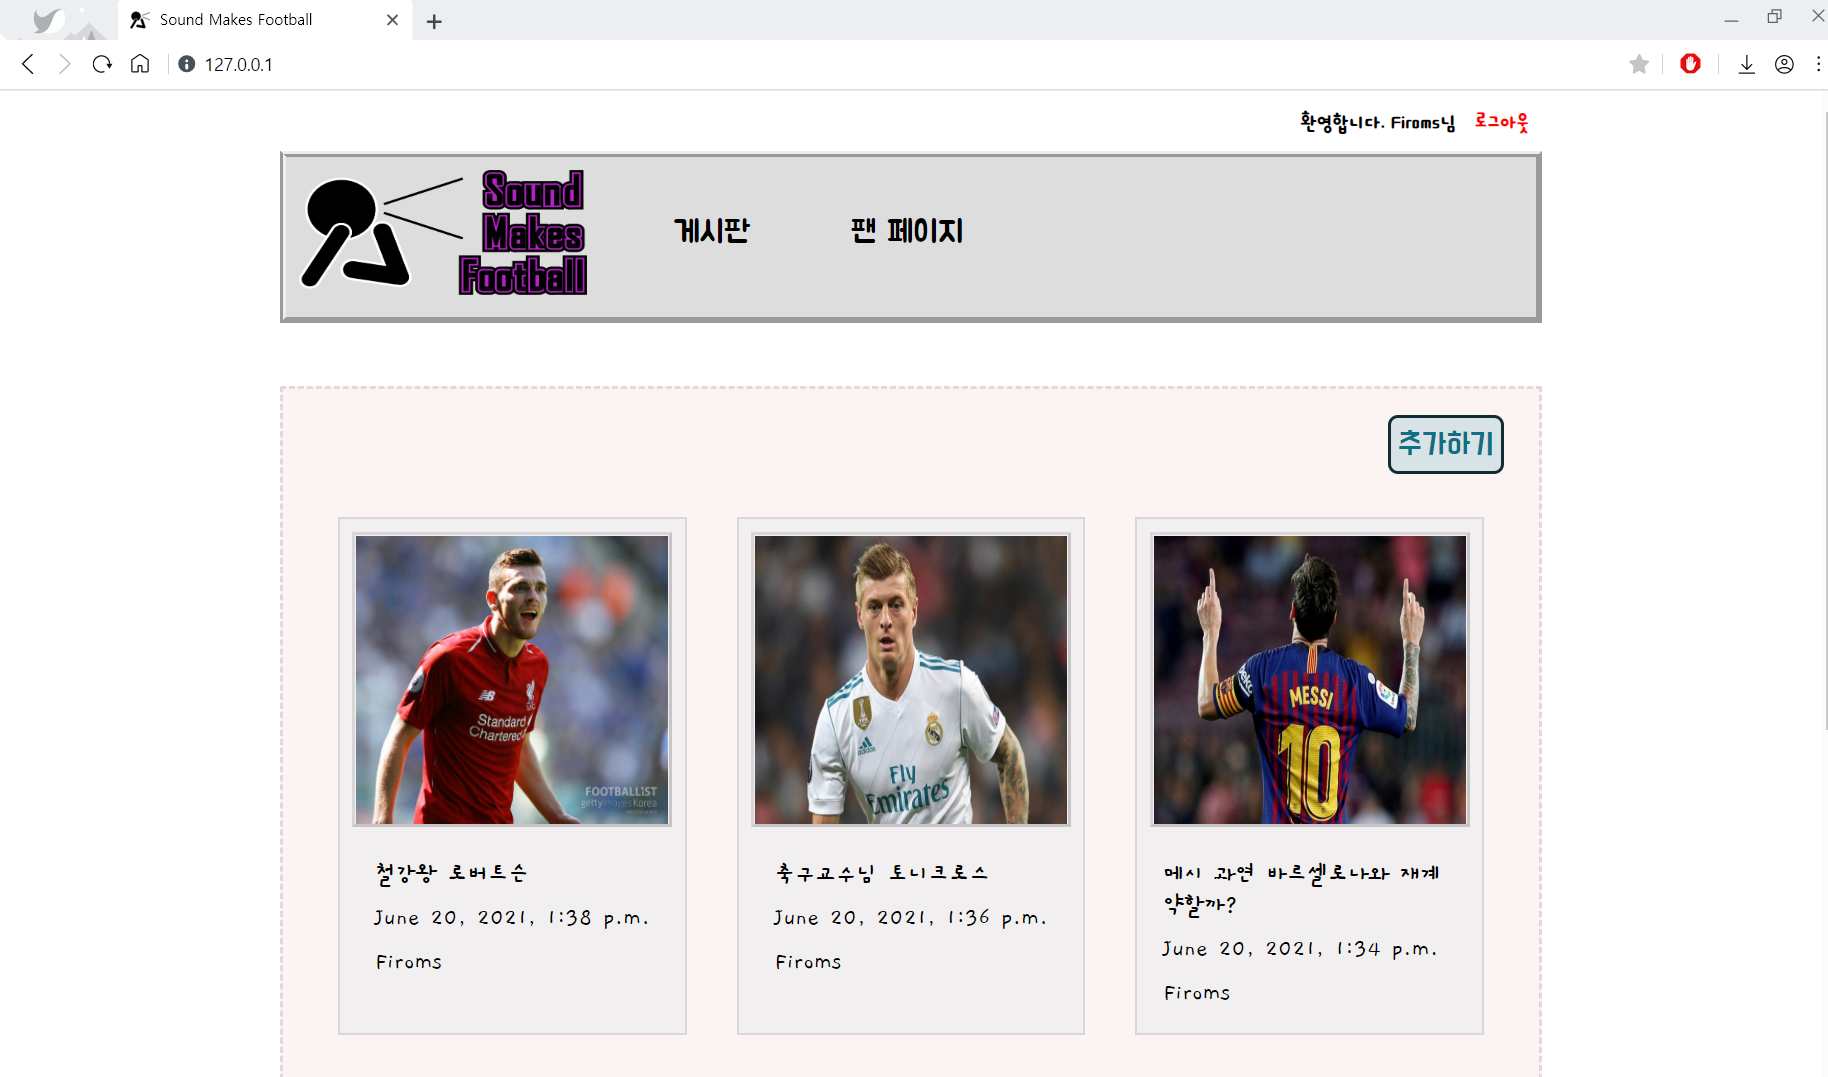 Sound Makes Football
127.0.0.1
환영합니다. Firoms님 로그아웃
Sound
Makes
Football
게시판 팬 페이지
추가하기
Standard
Chartered
FOOTBALLIST
gettyimagesKorea
adidas
Fly
Emirates
beko
MESSI
10
철강왕 로버트슨
June 20, 2021, 1:38 p.m.
Firoms
축구교수님 토니크로스
June 20, 2021, 1:36 p.m.
Firoms
메시 과연 바르셀로나와 재계
약할까?
June 20, 2021, 1:34 p.m.
Firoms